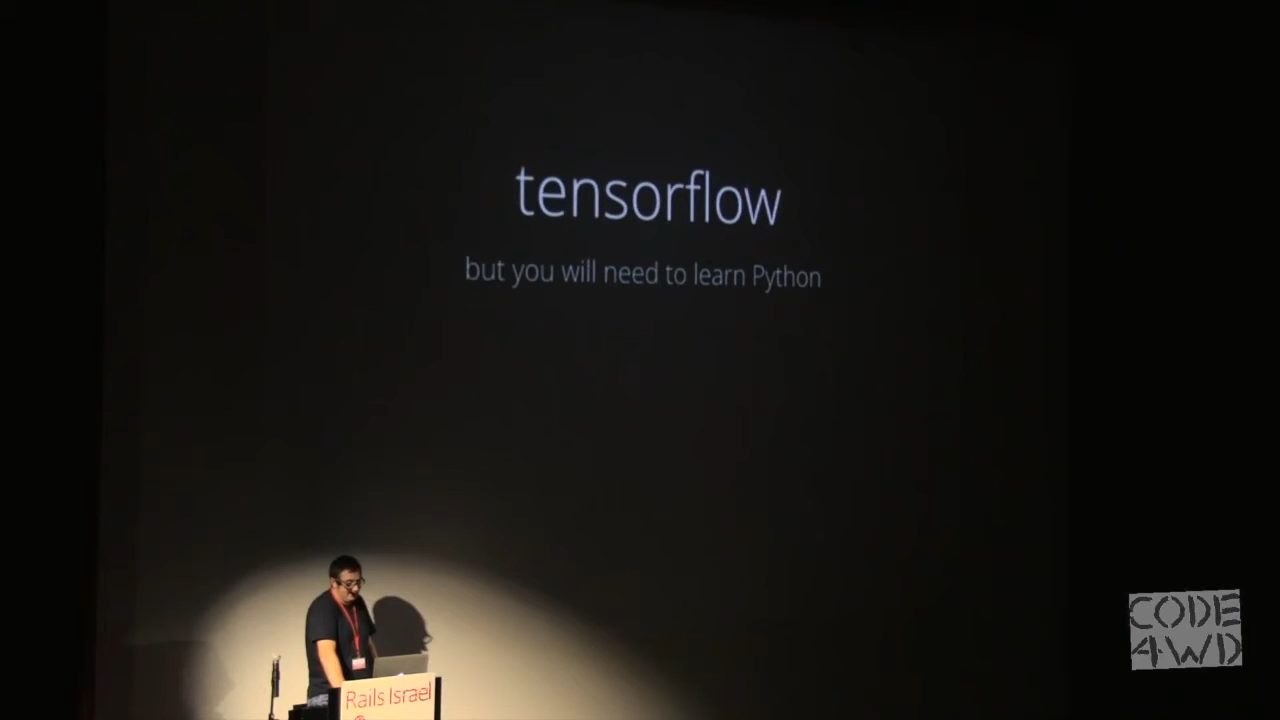 tensorflow
but you will need to learn Python
CODE
4WD
Rails Israel